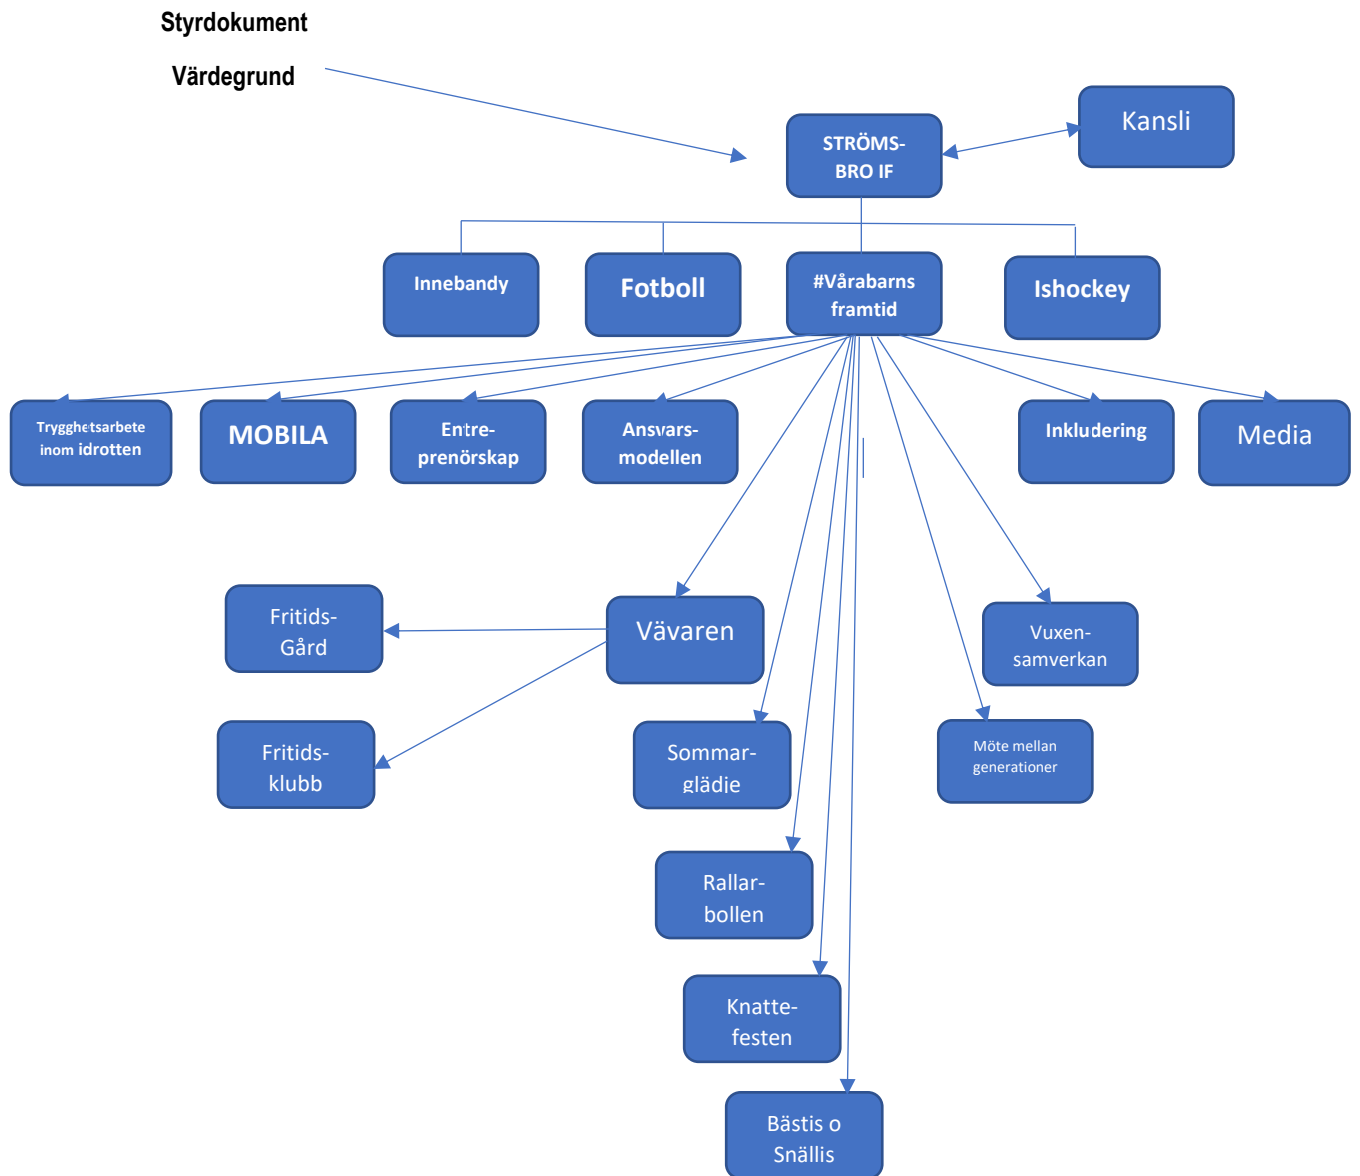 Styrdokument
Värdegrund
Kansli
STRÖMS-
BRO IF
Innebandy
Fotboll
#Vårabarns
framtid
Ishockey
Trygghetsarbete
inom idrotten
MOBILA
Entre-
prenörskap
Ansvars-
modellen
Inkludering
Media
Fritids-
Gård
Vävaren
Vuxen-
samverkan
Fritids-
klubb
Sommar-
glädje
Möte mellan
generationer
Rallar-
bollen
Knatte-
festen
Bästis o
Snällis